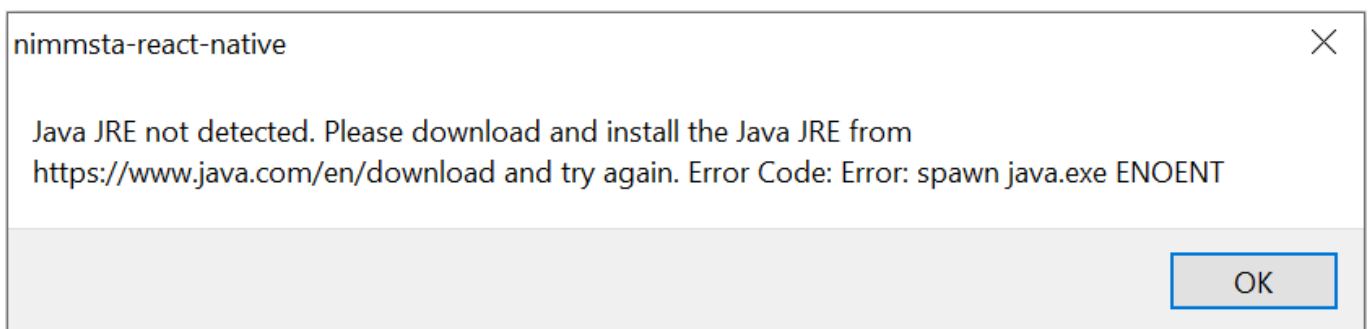 nimmsta-react-native
Java JRE not detected. Please download and install the Java JRE from
https://www.java.com/en/download and try again. Error Code: Error: spawn java.exe ENOENT
OK